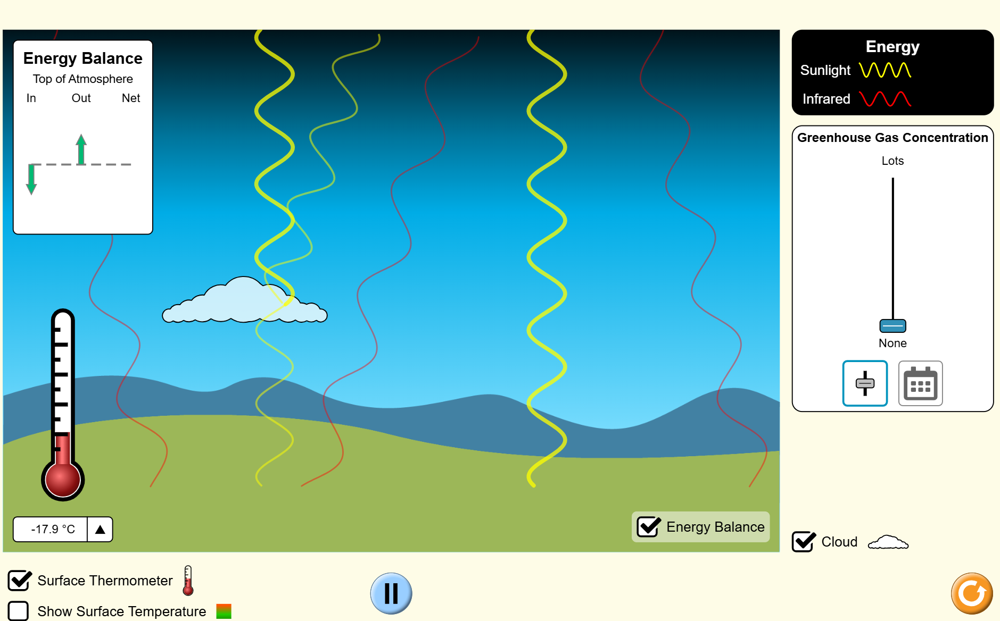 Energy Balance
Top of Atmosphere
In Out Net
-17.9 °C
Energy Balance
Energy
Sunlight
Infrared
Greenhouse Gas Concentration
Lots
None
Cloud
Surface Thermometer
Show Surface Temperature